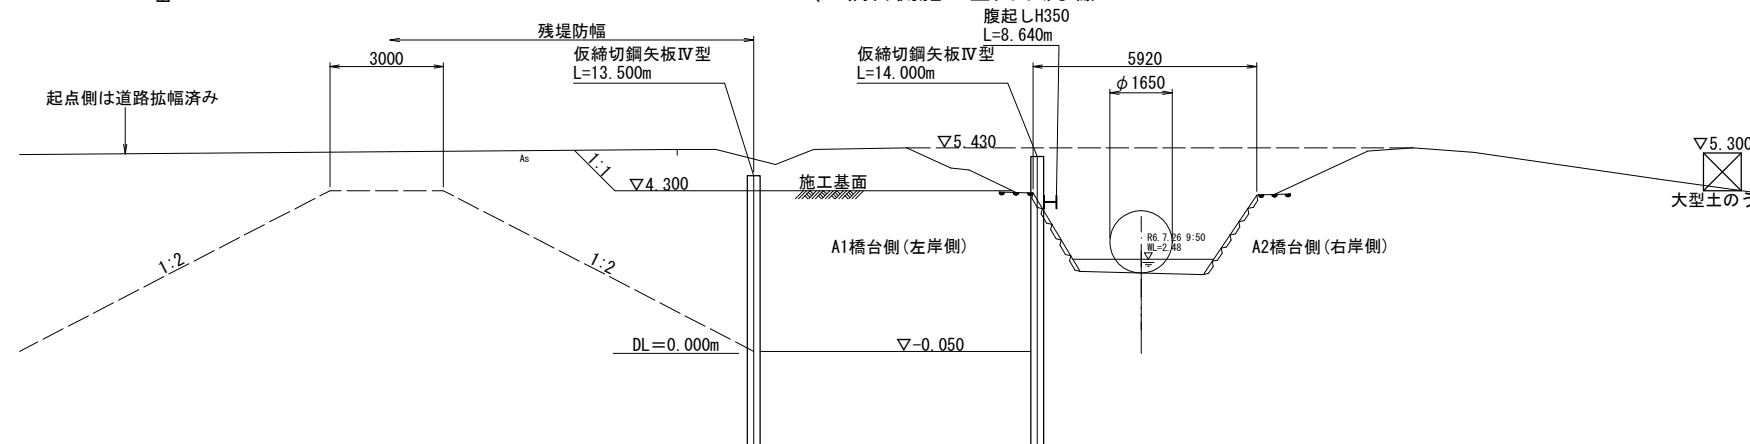 腹起しH350
L=8.640m
残堤防幅
仮締切鋼矢板Ⅳ型
L=13.500m
仮締切鋼矢板Ⅳ型
L=14.000m
3000
5920
φ1650
起点側は道路拡幅済み
As
1:1
▽5.430
▽5.300
▽4.300
施工基面
大型土のう
A1橋台側(左岸側)
R6.7.26 9:50
WL=2.48
A2橋台側(右岸側)
1:2
1:2
DL=0.000m
▽-0.050